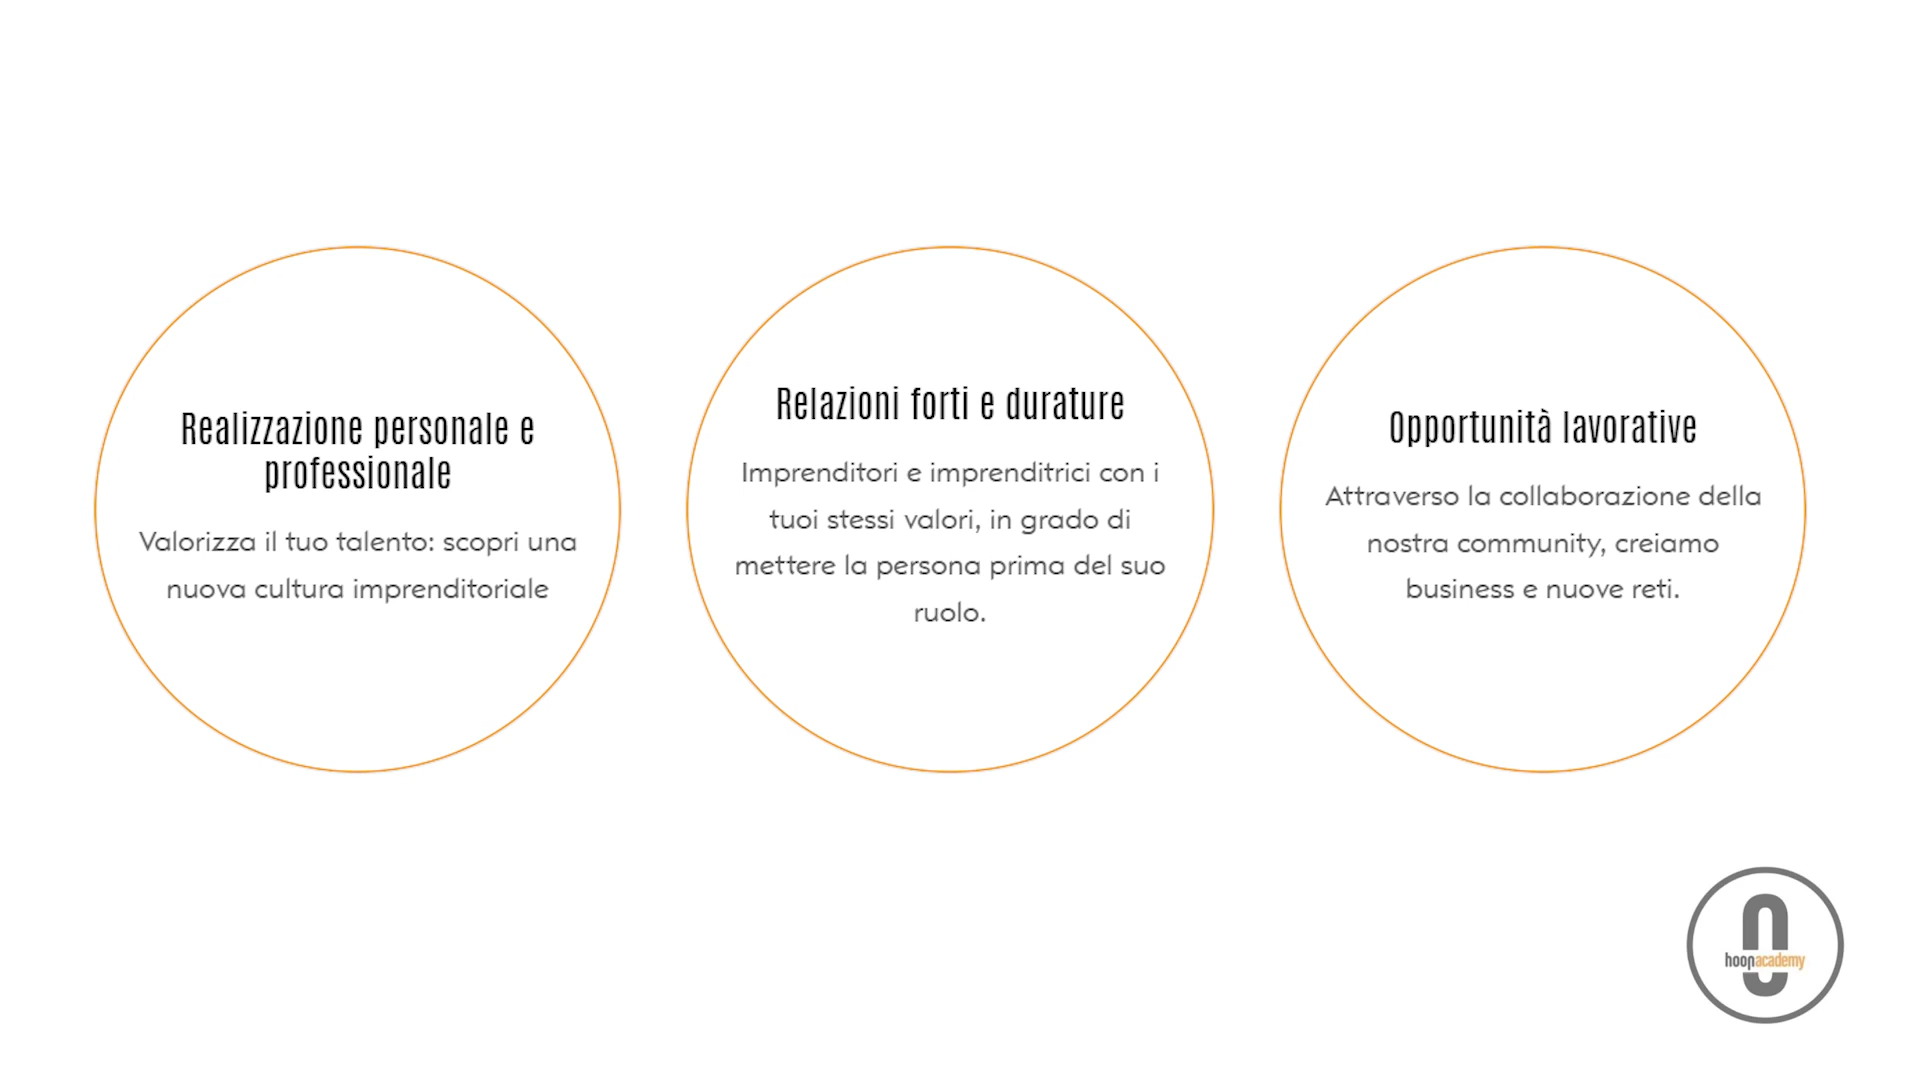 Realizzazione personale e
professionale
Valorizza il tuo talento: scopri una
nuova cultura imprenditoriale
Relazioni forti e durature
Imprenditori e imprenditrici con i
tuoi stessi valori, in grado di
mettere la persona prima del suo
ruolo.
Opportunità lavorative
Attraverso la collaborazione della
nostra community, creiamo
business e nuove reti.
hoopacademy